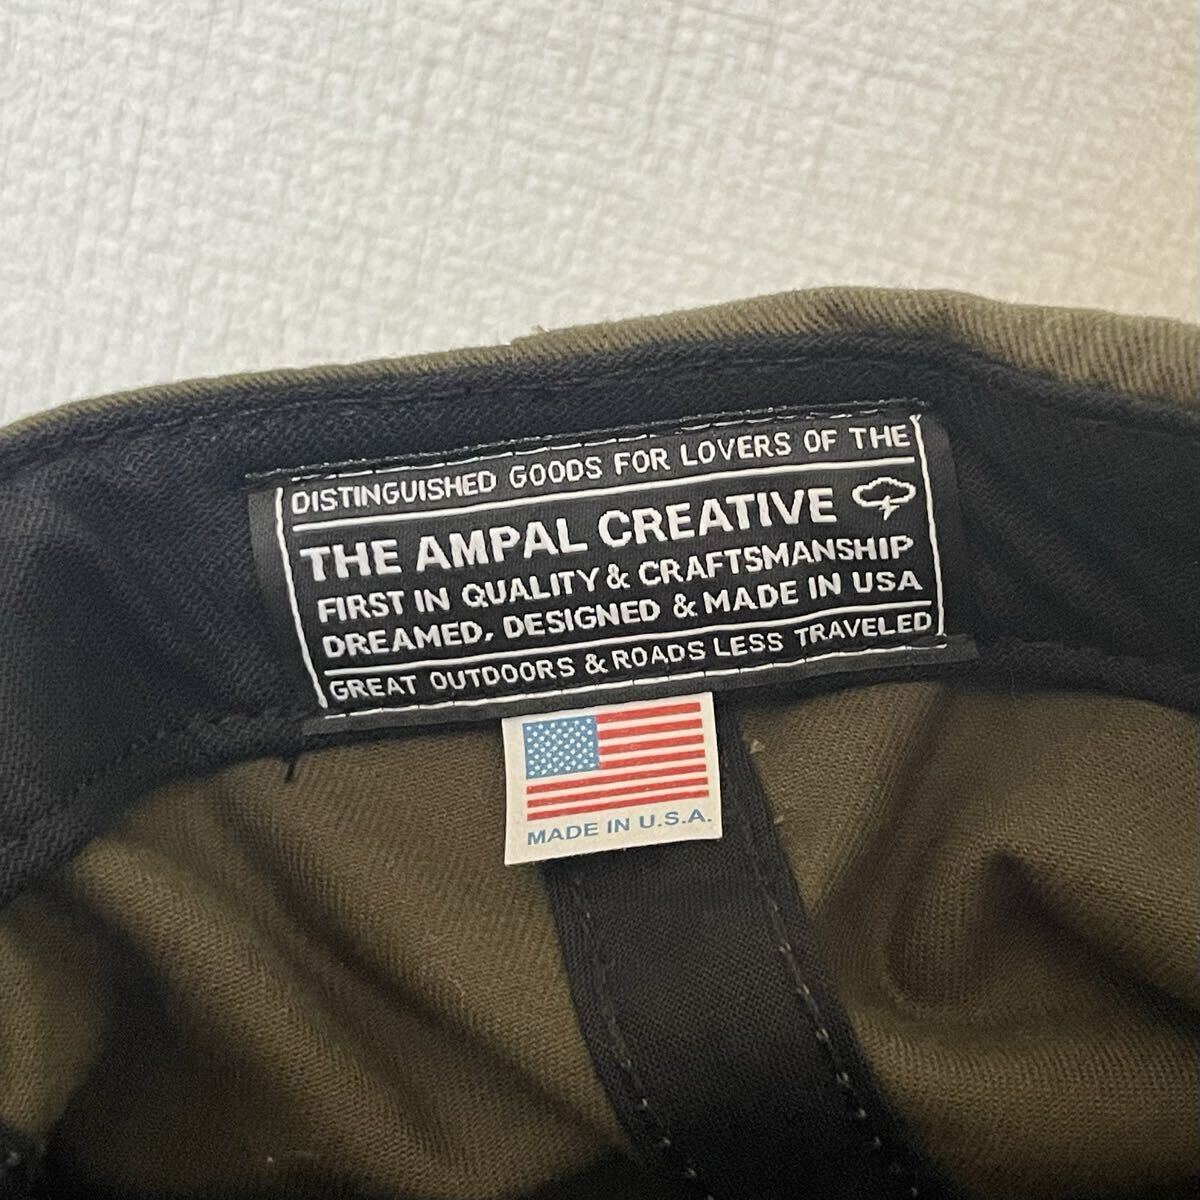 DISTINGUISHED GOODS FOR LOVERS OF THE
THE AMPAL CREATIVE
FIRST IN QUALITY & CRAFTSMANSHIP
DREAMED, DESIGNED & MADE IN USA
GREAT OUTDOORS & ROADS LESS TRAVELED
MADE IN U.S.A.